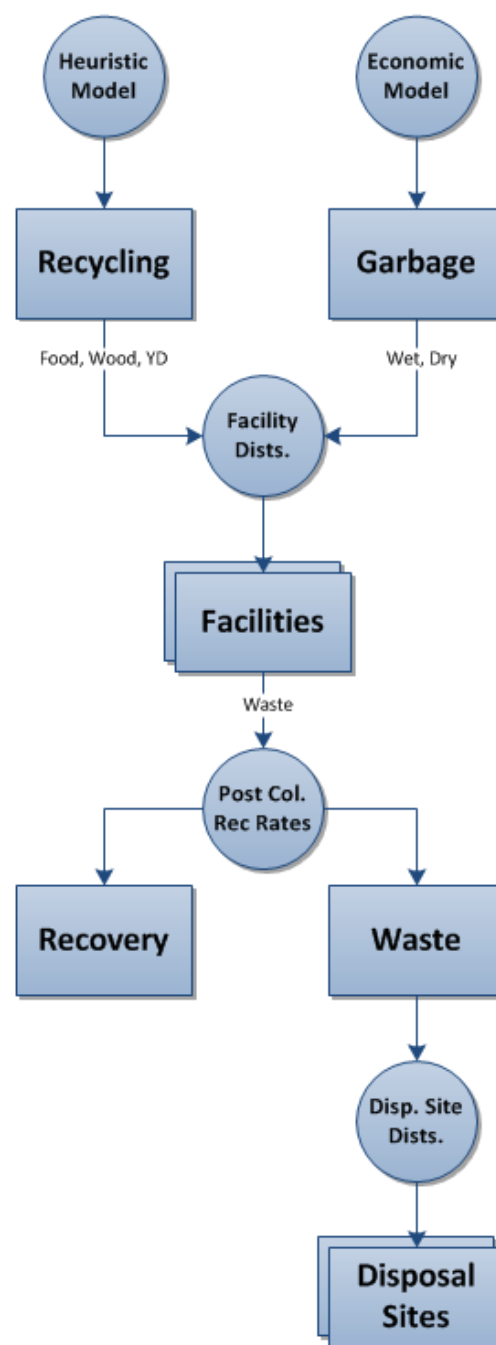 Heuristic
Model
Economic
Model
Recycling
Garbage
Food, Wood, YD
Wet, Dry
Facility
Dists.
Facilities
Waste
Post Col.
Rec Rates
Recovery
Waste
Disp. Site
Dists.
Disposal
Sites